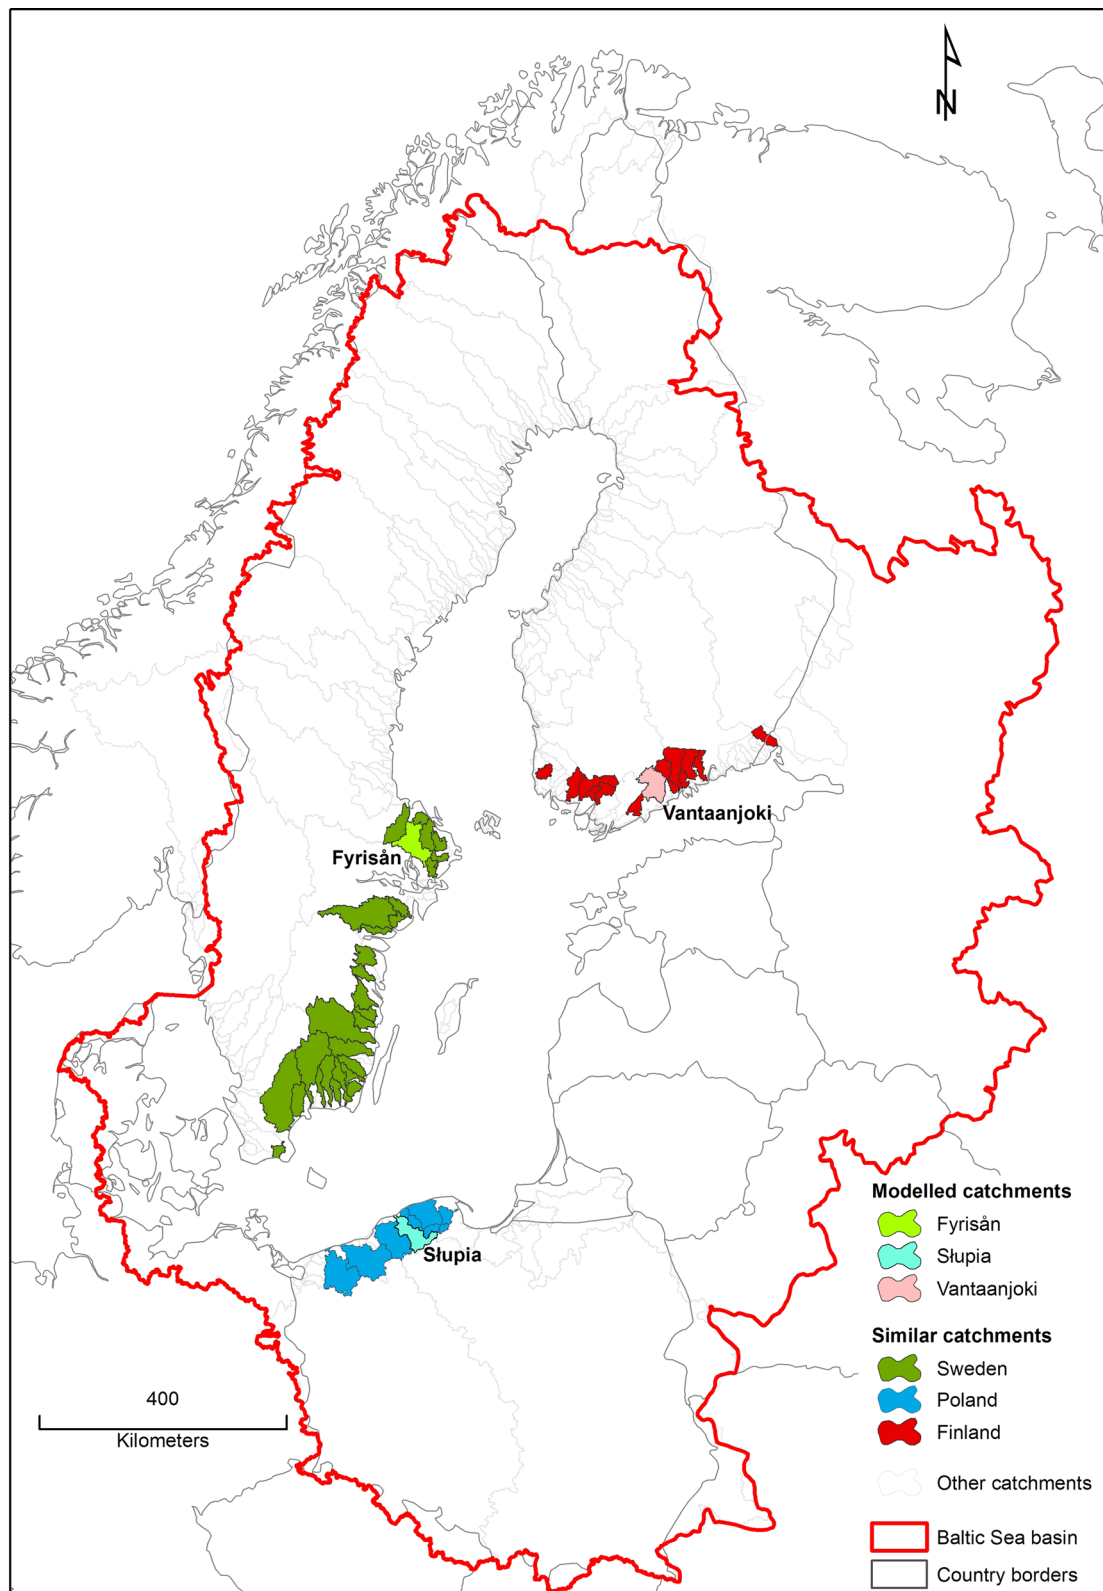 N
Vantaanjoki
Fyrisån
Słupia
400
Kilometers
Modelled catchments
Fyrisån
Słupia
Vantaanjoki
Similar catchments
Sweden
Poland
Finland
Other catchments
Baltic Sea basin
Country borders